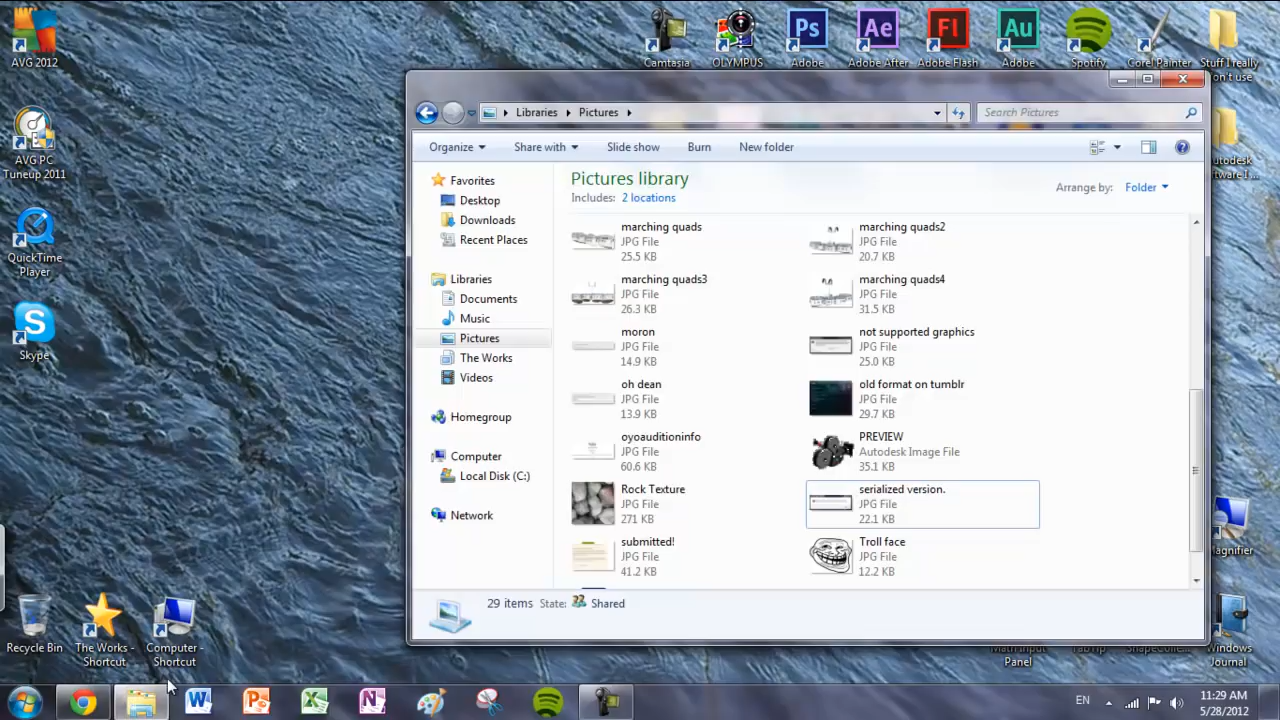 AVG 2012
AVG PC
Tuneup 2011
QuickTime
Player
Skype
Recycle Bin
The Works -
Shortcut
Computer -
Shortcut
Camtasia
OLYMPUS
Ps
Adobe
Ae
Adobe After
Fl
Adobe Flash
Au
Adobe
Spotify
Corel Painter
Stuff I really
Libraries
Pictures
Search Pictures
Organize
Share with
Slide show
Burn
New folder
Favorites
Desktop
Downloads
Recent Places
Libraries
Documents
Music
Pictures
The Works
Videos
Homegroup
Computer
Local Disk (C:)
Network
Pictures library
Includes: 2 locations
Arrange by: Folder
marching quads
JPG File
25.5 KB
marching quads2
JPG File
20.7 KB
marching quads3
JPG File
26.3 KB
marching quads4
JPG File
31.5 KB
moron
JPG File
14.9 KB
not supported graphics
JPG File
25.0 KB
oh dean
JPG File
13.9 KB
old format on tumblr
JPG File
29.7 KB
oyoauditioninfo
JPG File
60.6 KB
PREVIEW
Autodesk Image File
35.1 KB
Rock Texture
JPG File
271 KB
serialized version.
JPG File
22.1 KB
submitted!
JPG File
41.2 KB
Troll face
JPG File
12.2 KB
29 items State: Shared
Magnifier
Math Input
Panel
TabTip
Windows
Journal
EN
11:29 AM
5/28/2012